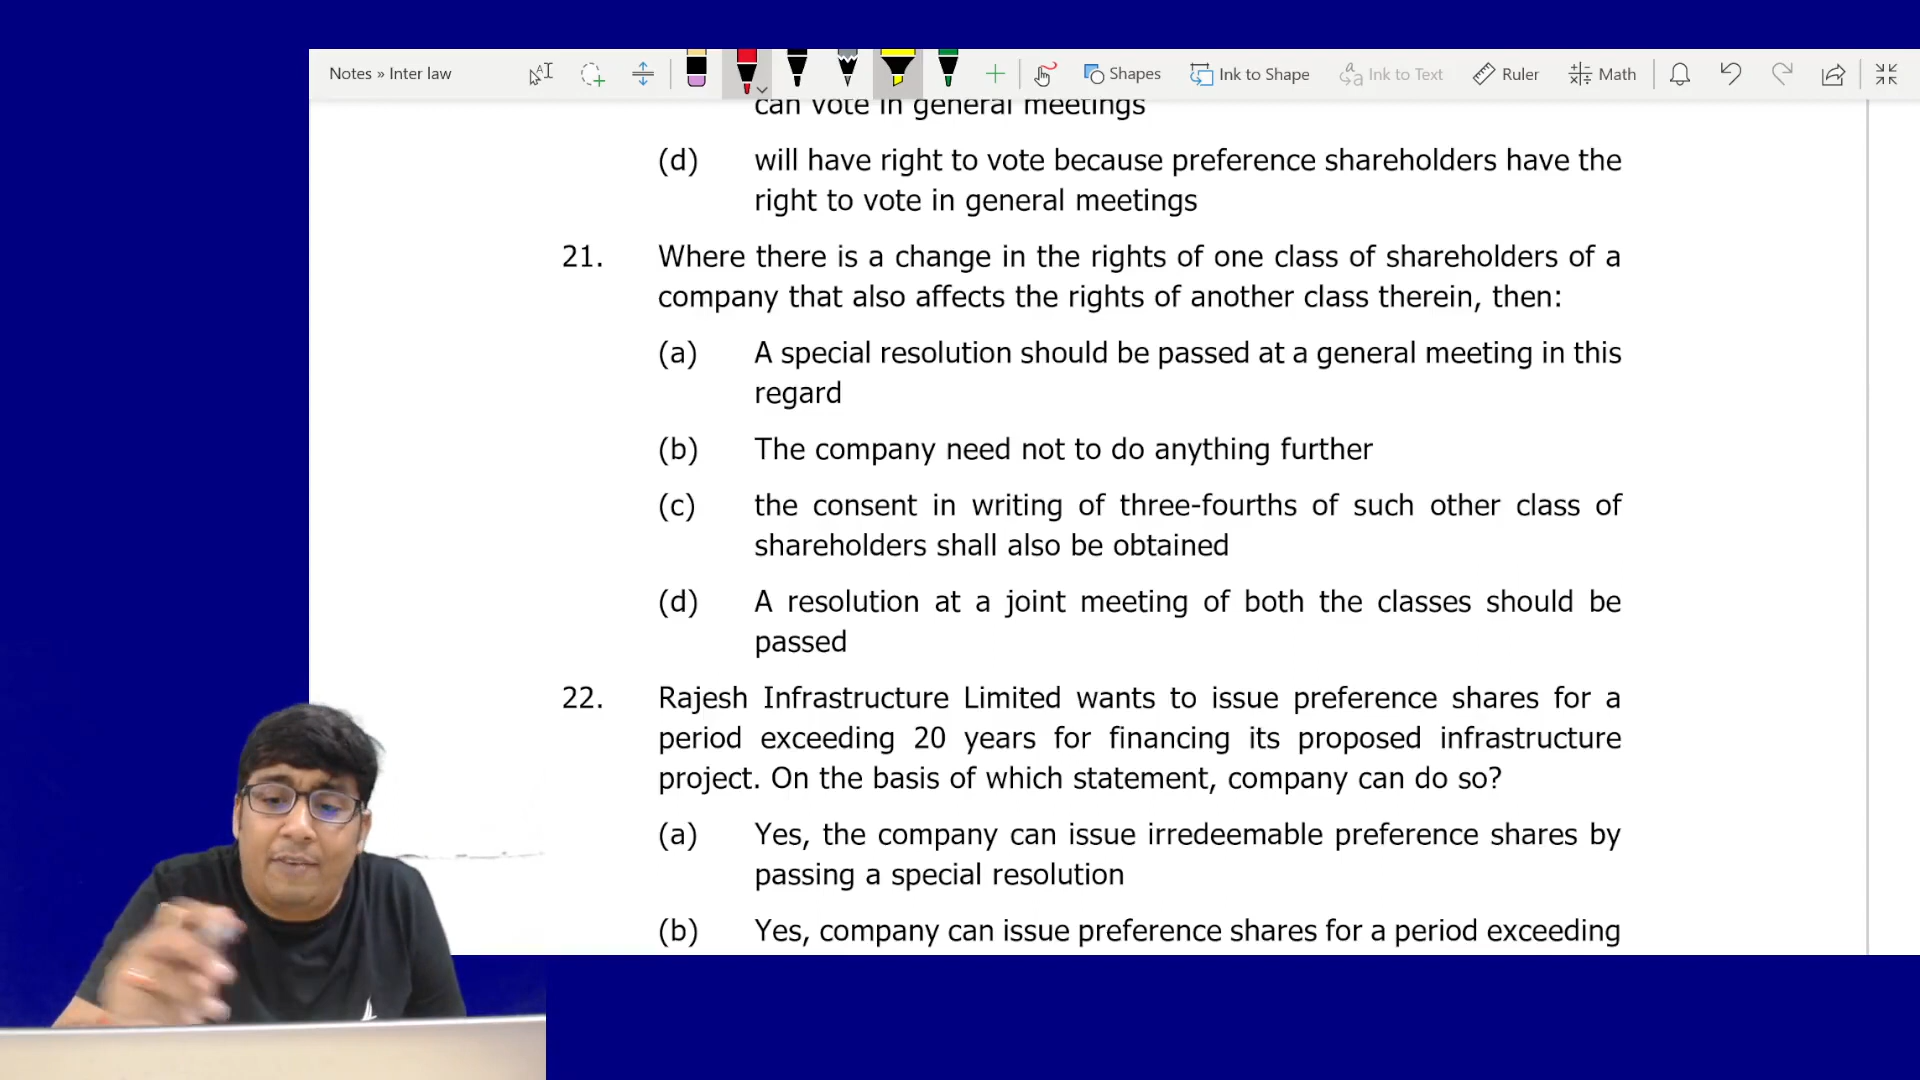 Notes » Inter law
Shapes
Ink to Shape
Ink to Text
Ruler
Math
can vote in general meetings
(d) will have right to vote because preference shareholders have the
right to vote in general meetings
21. Where there is a change in the rights of one class of shareholders of a
company that also affects the rights of another class therein, then:
(a) A special resolution should be passed at a general meeting in this
regard
(b) The company need not to do anything further
(c) the consent in writing of three-fourths of such other class of
shareholders shall also be obtained
(d) A resolution at a joint meeting of both the classes should be
passed
22. Rajesh Infrastructure Limited wants to issue preference shares for a
period exceeding 20 years for financing its proposed infrastructure
project. On the basis of which statement, company can do so?
(a) Yes, the company can issue irredeemable preference shares by
passing a special resolution
(b) Yes, company can issue preference shares for a period exceeding